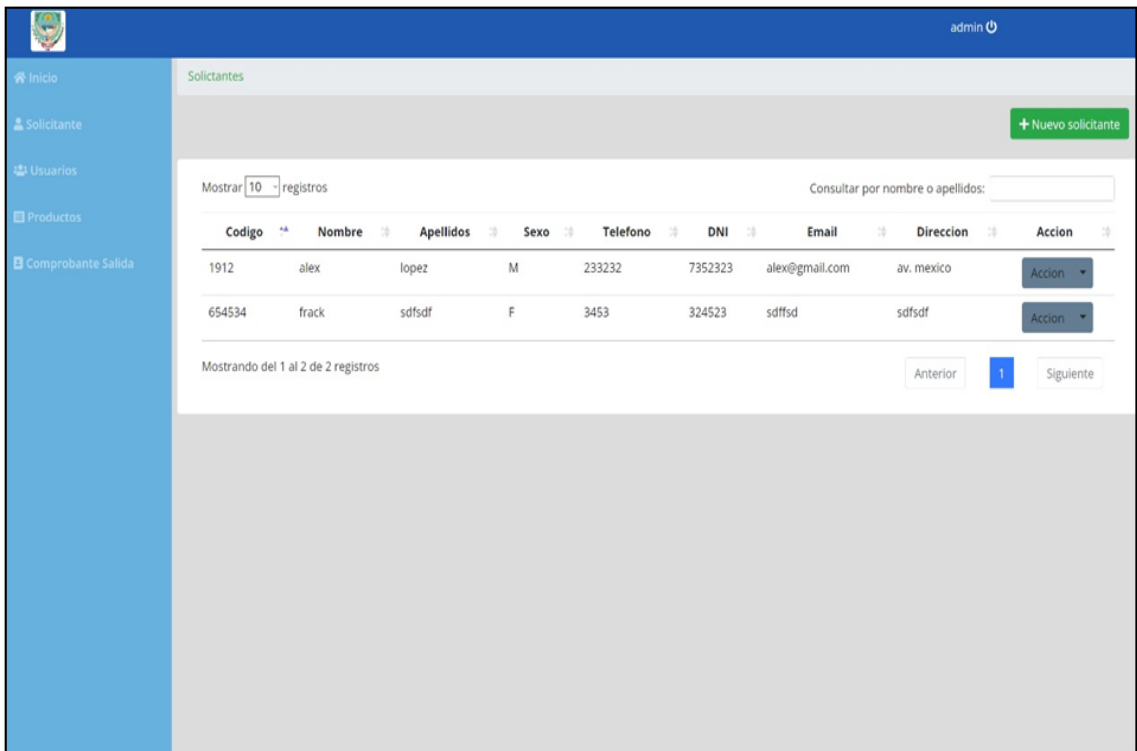 admin
Inicio
Solicitante
Usuarios
Productos
Comprobante Salida
Solictantes
+ Nuevo solicitante
Mostrar 10 registros
Consultar por nombre o apellidos:
Codigo Nombre Apellidos Sexo Telefono DNI Email Direccion Accion
1912 alex lopez M 233232 7352323 alex@gmail.com av. mexico Accion
654534 frack sdfsdf F 3453 324523 sdffsd sdfsdf Accion
Mostrando del 1 al 2 de 2 registros
Anterior 1 Siguiente